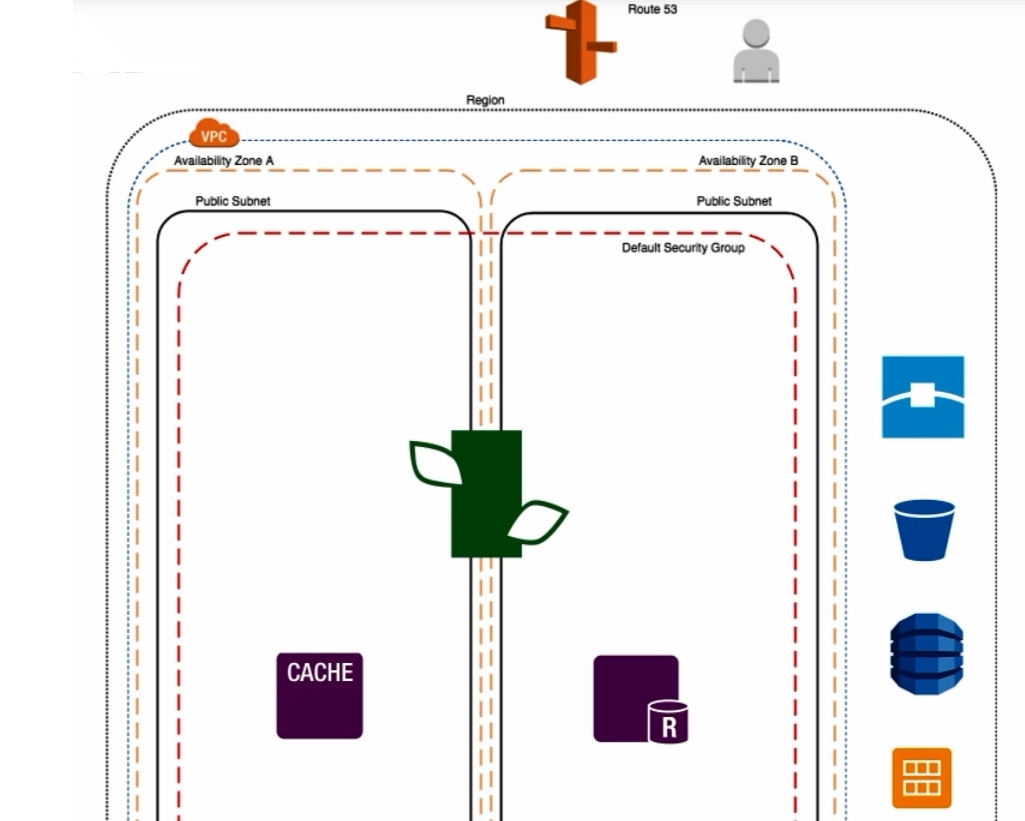 Route 53
Region
VPC
Availability Zone A
Availability Zone B
Public Subnet
Public Subnet
Default Security Group
CACHE
R